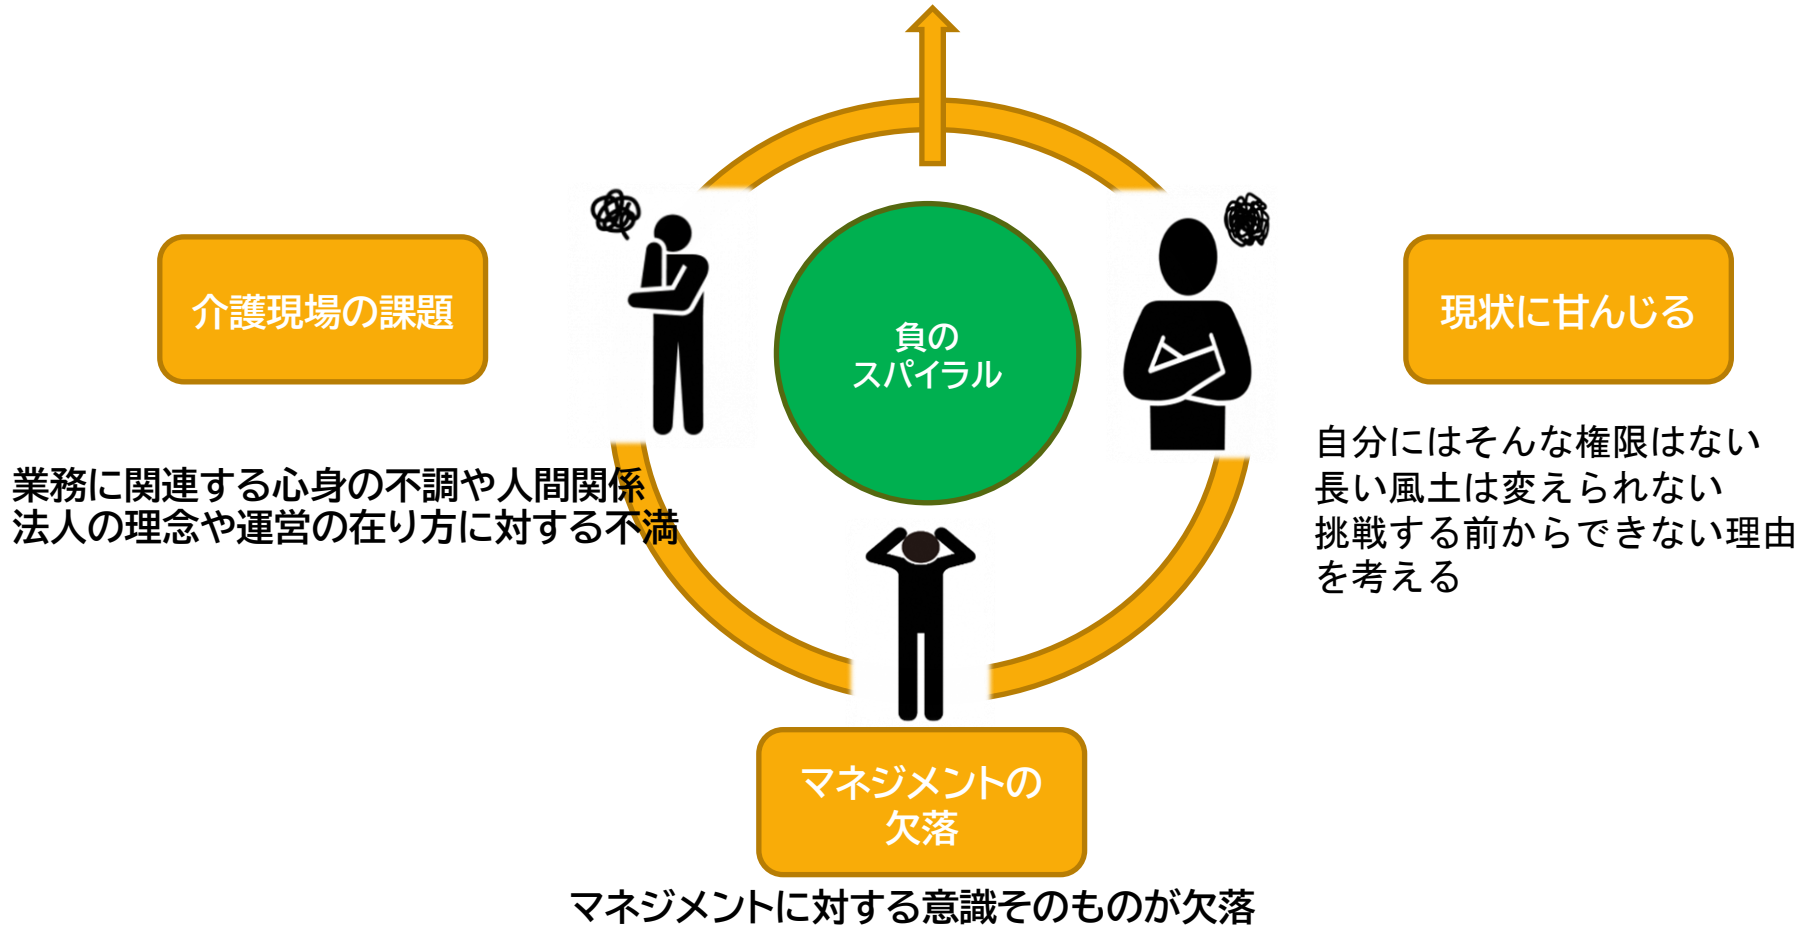 介護現場の課題
業務に関連する心身の不調や人間関係
法人の理念や運営の在り方に対する不満
負の
スパイラル
現状に甘んじる
自分にはそんな権限はない
長い風土は変えられない
挑戦する前からできない理由
を考える
マネジメントの
欠落
マネジメントに対する意識そのものが欠落